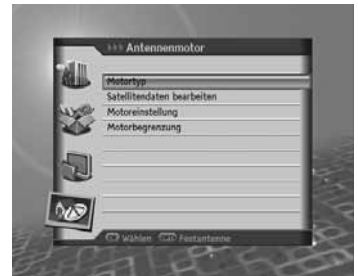 ››› Antennenmotor
Motortyp
Satellitendaten bearbeiten
Motoreinstellung
Motorbegrenzung
Wählen Festantenne